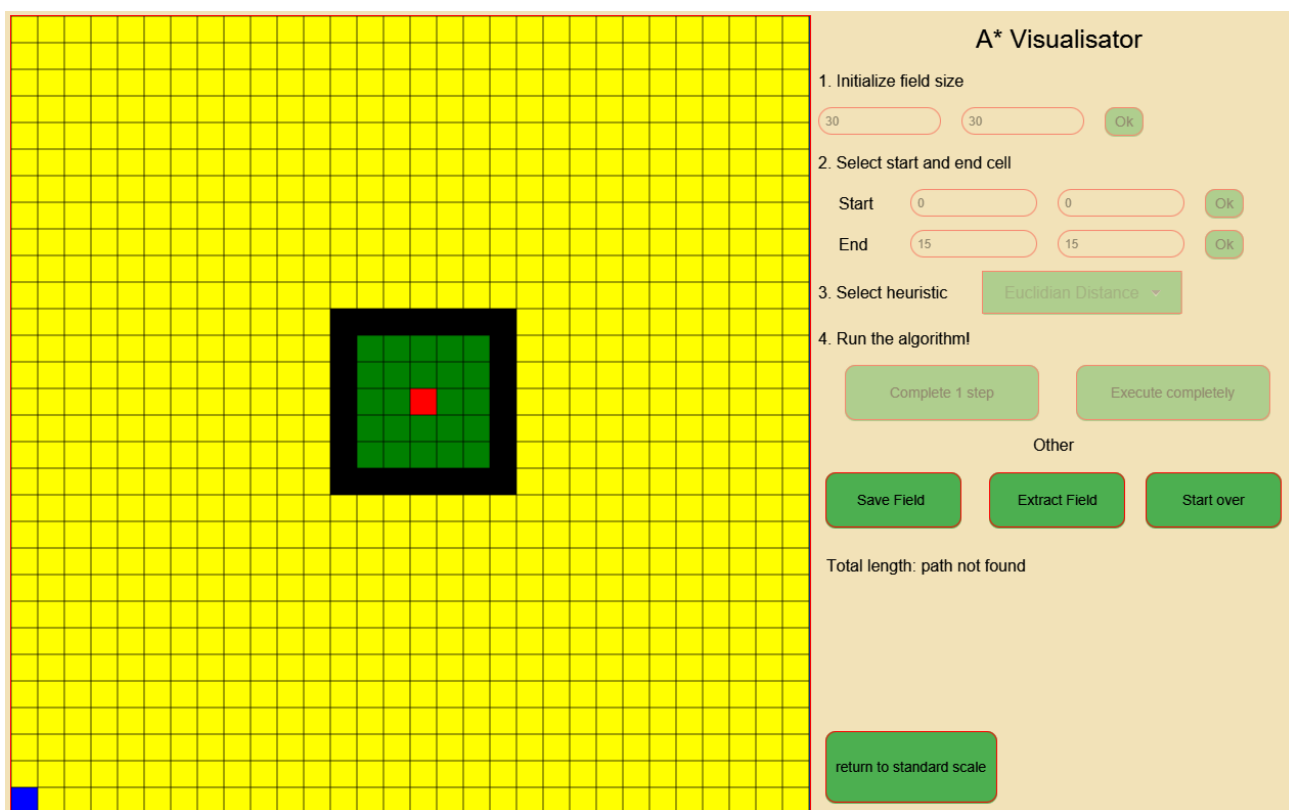 A* Visualisator
1. Initialize field size
30 30 Ok
2. Select start and end cell
Start 0 0 Ok
End 15 15 Ok
3. Select heuristic Euclidian Distance
4. Run the algorithm!
Complete 1 step Execute completely
Other
Save Field Extract Field Start over
Total length: path not found
return to standard scale